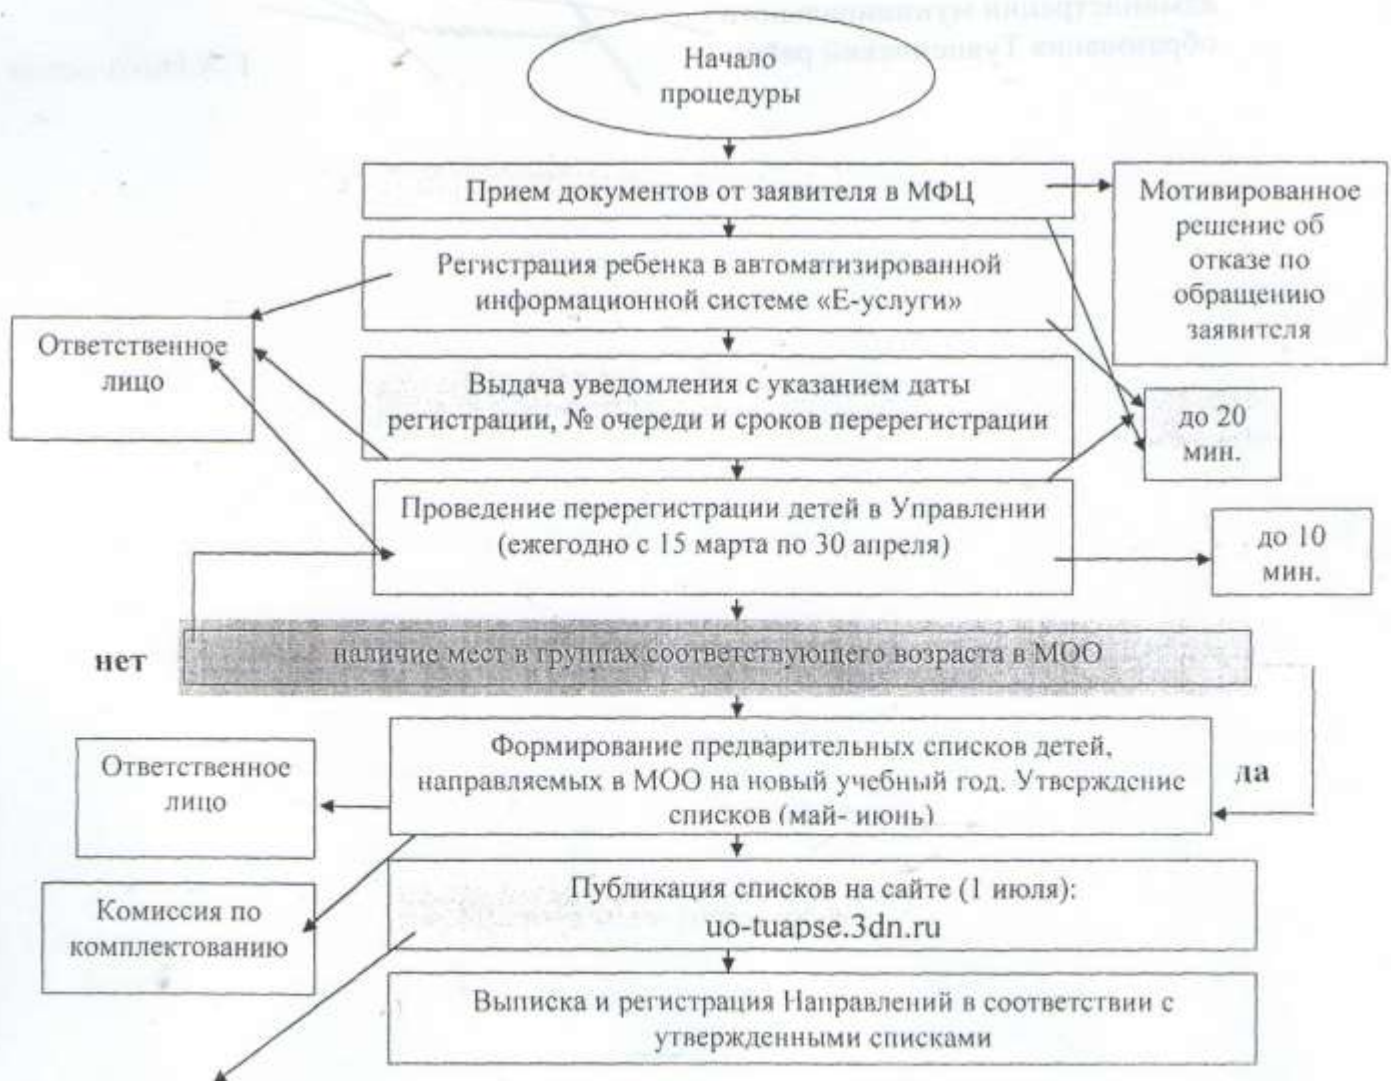 Начало
процедуры
Прием документов от заявителя в МФЦ
Мотивированное
решение об
отказе по
обращению
заявителя
Регистрация ребенка в автоматизированной
информационной системе «Е-услуги»
Ответственное
лицо
Выдача уведомления с указанием даты
регистрации, № очереди и сроков перерегистрации
до 20
мин.
Проведение перерегистрации детей в Управлении
(ежегодно с 15 марта по 30 апреля)
до 10
мин.
нет
наличие мест в группах соответствующего возраста в МОО
Формирование предварительных списков детей,
направляемых в МОО на новый учебный год. Утверждение
списков (май- июнь)
да
Ответственное
лицо
Комиссия по
комплектованию
Публикация списков на сайте (1 июля):
uo-tuapse.3dn.ru
Выписка и регистрация Направлений в соответствии с
утвержденными списками